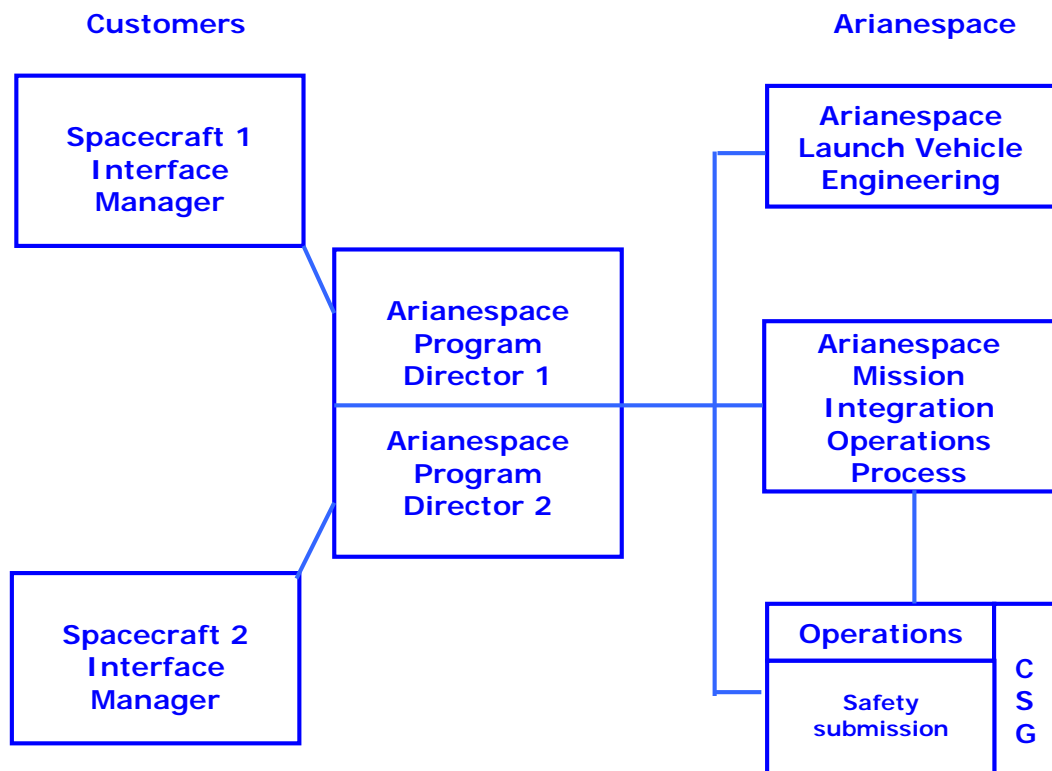 Customers
Arianespace
Spacecraft 1
Interface
Manager
Arianespace
Launch Vehicle
Engineering
Arianespace
Program
Director 1
Arianespace
Mission
Integration
Operations
Process
Arianespace
Program
Director 2
Spacecraft 2
Interface
Manager
Operations
Safety
submission
C
S
G